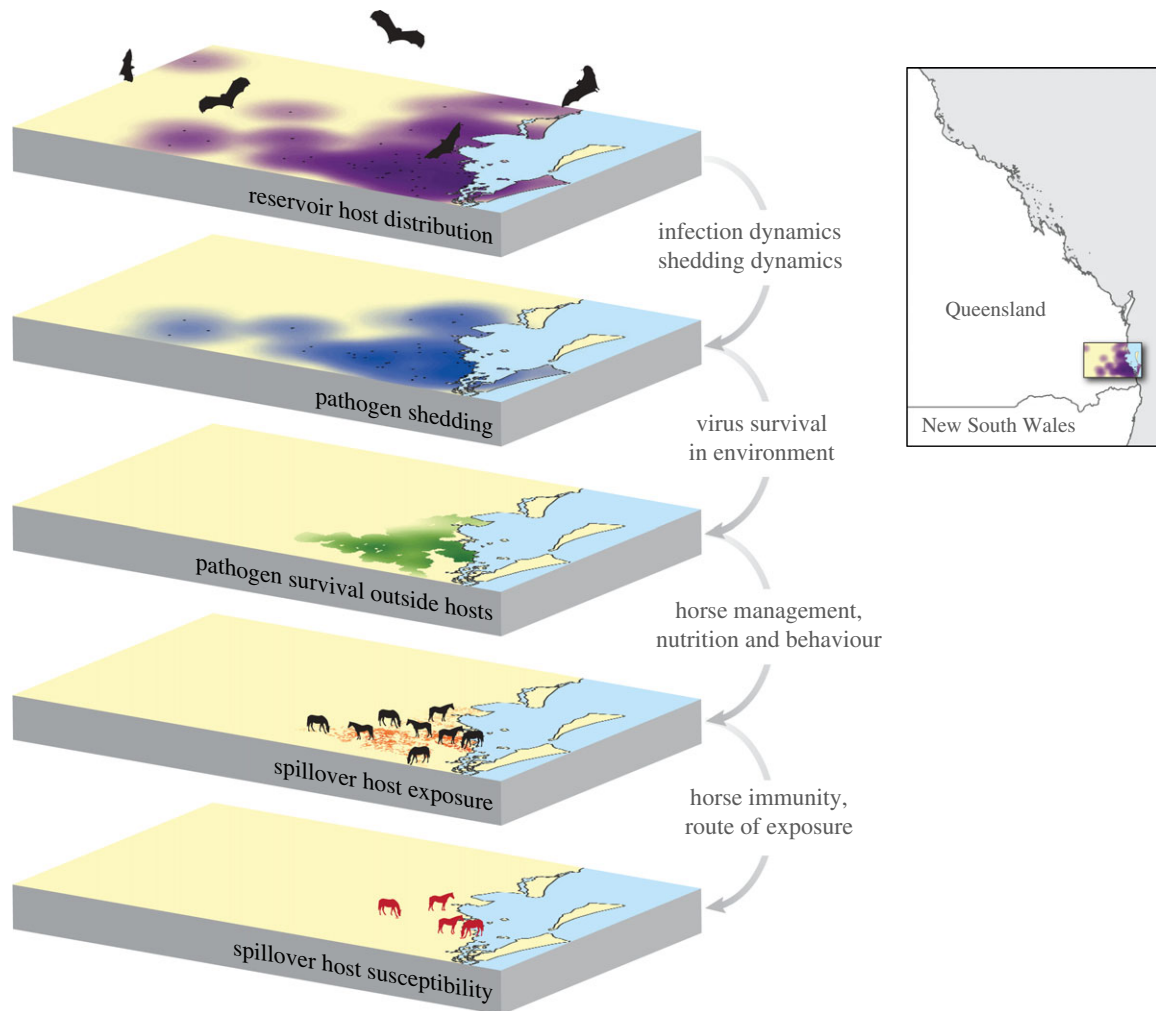 reservoir host distribution
infection dynamics
shedding dynamics
pathogen shedding
virus survival
in environment
pathogen survival outside hosts
horse management,
nutrition and behaviour
spillover host exposure
horse immunity,
route of exposure
spillover host susceptibility
Queensland
New South Wales